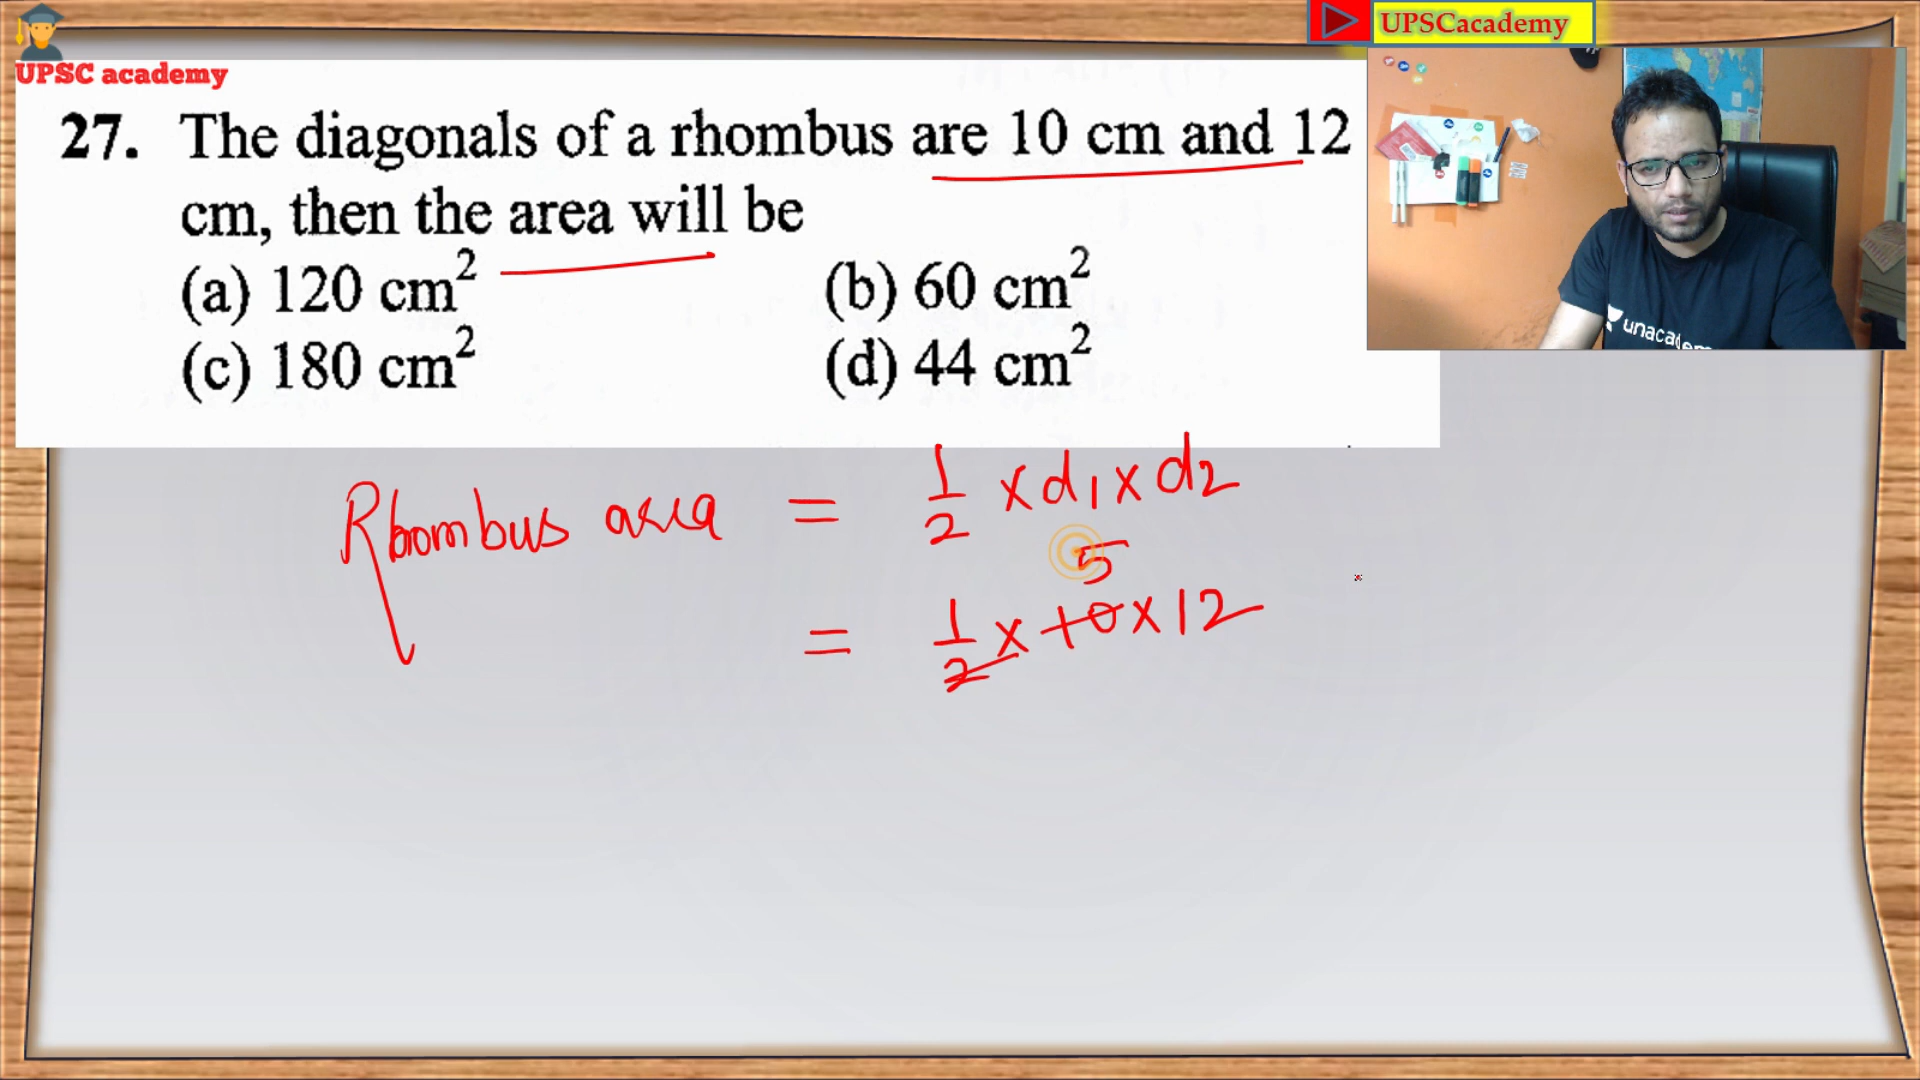 UPSCacademy
UPSC academy
27. The diagonals of a rhombus are 10 cm and 12
cm, then the area will be
(a) 120 cm²
(b) 60 cm²
(c) 180 cm²
(d) 44 cm²
Rhombus area = 1/2 x d1 x d2
5
= 1/2 x 10 x 12
unacadem